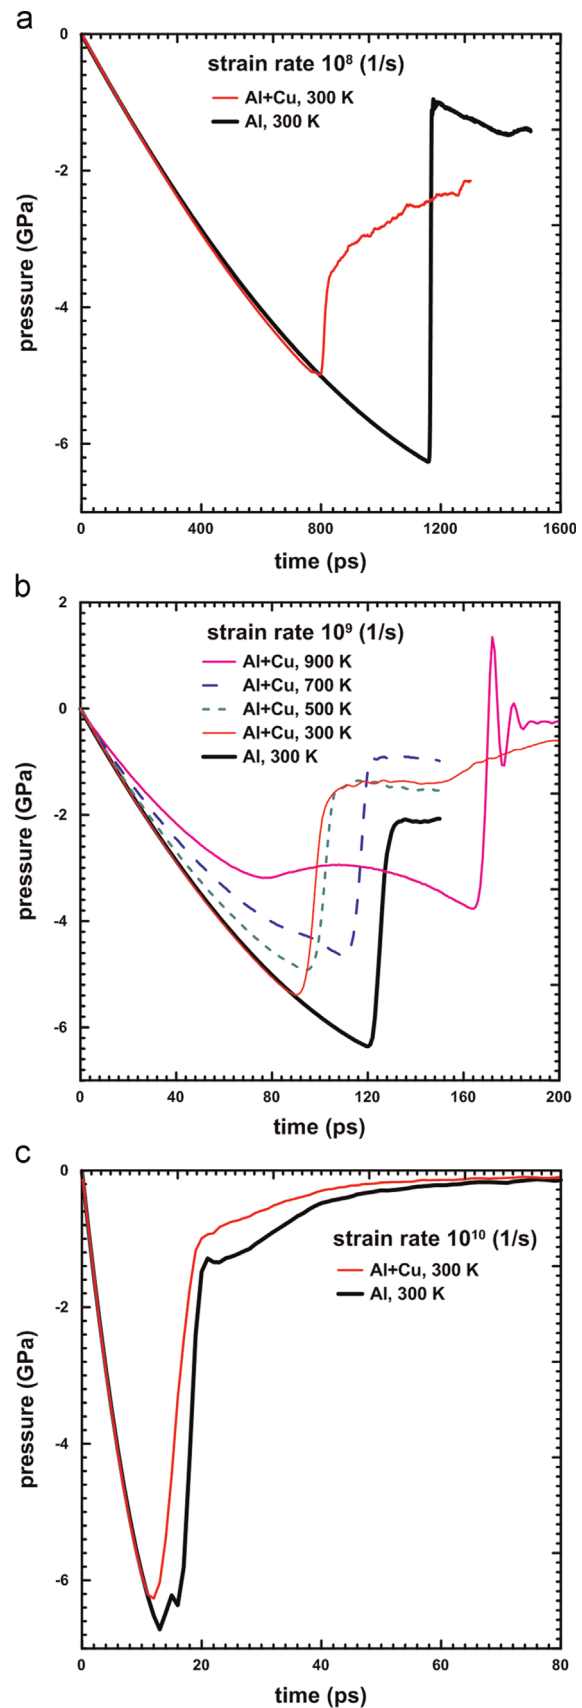 a
strain rate 10⁸ (1/s)
Al+Cu, 300 K
Al, 300 K
0
-2
-4
-6
pressure (GPa)
0 400 800 1200 1600
time (ps)
b
strain rate 10⁹ (1/s)
Al+Cu, 900 K
Al+Cu, 700 K
Al+Cu, 500 K
Al+Cu, 300 K
Al, 300 K
2
0
-2
-4
-6
pressure (GPa)
0 40 80 120 160 200
time (ps)
c
strain rate 10¹⁰ (1/s)
Al+Cu, 300 K
Al, 300 K
0
-2
-4
-6
pressure (GPa)
0 20 40 60 80
time (ps)